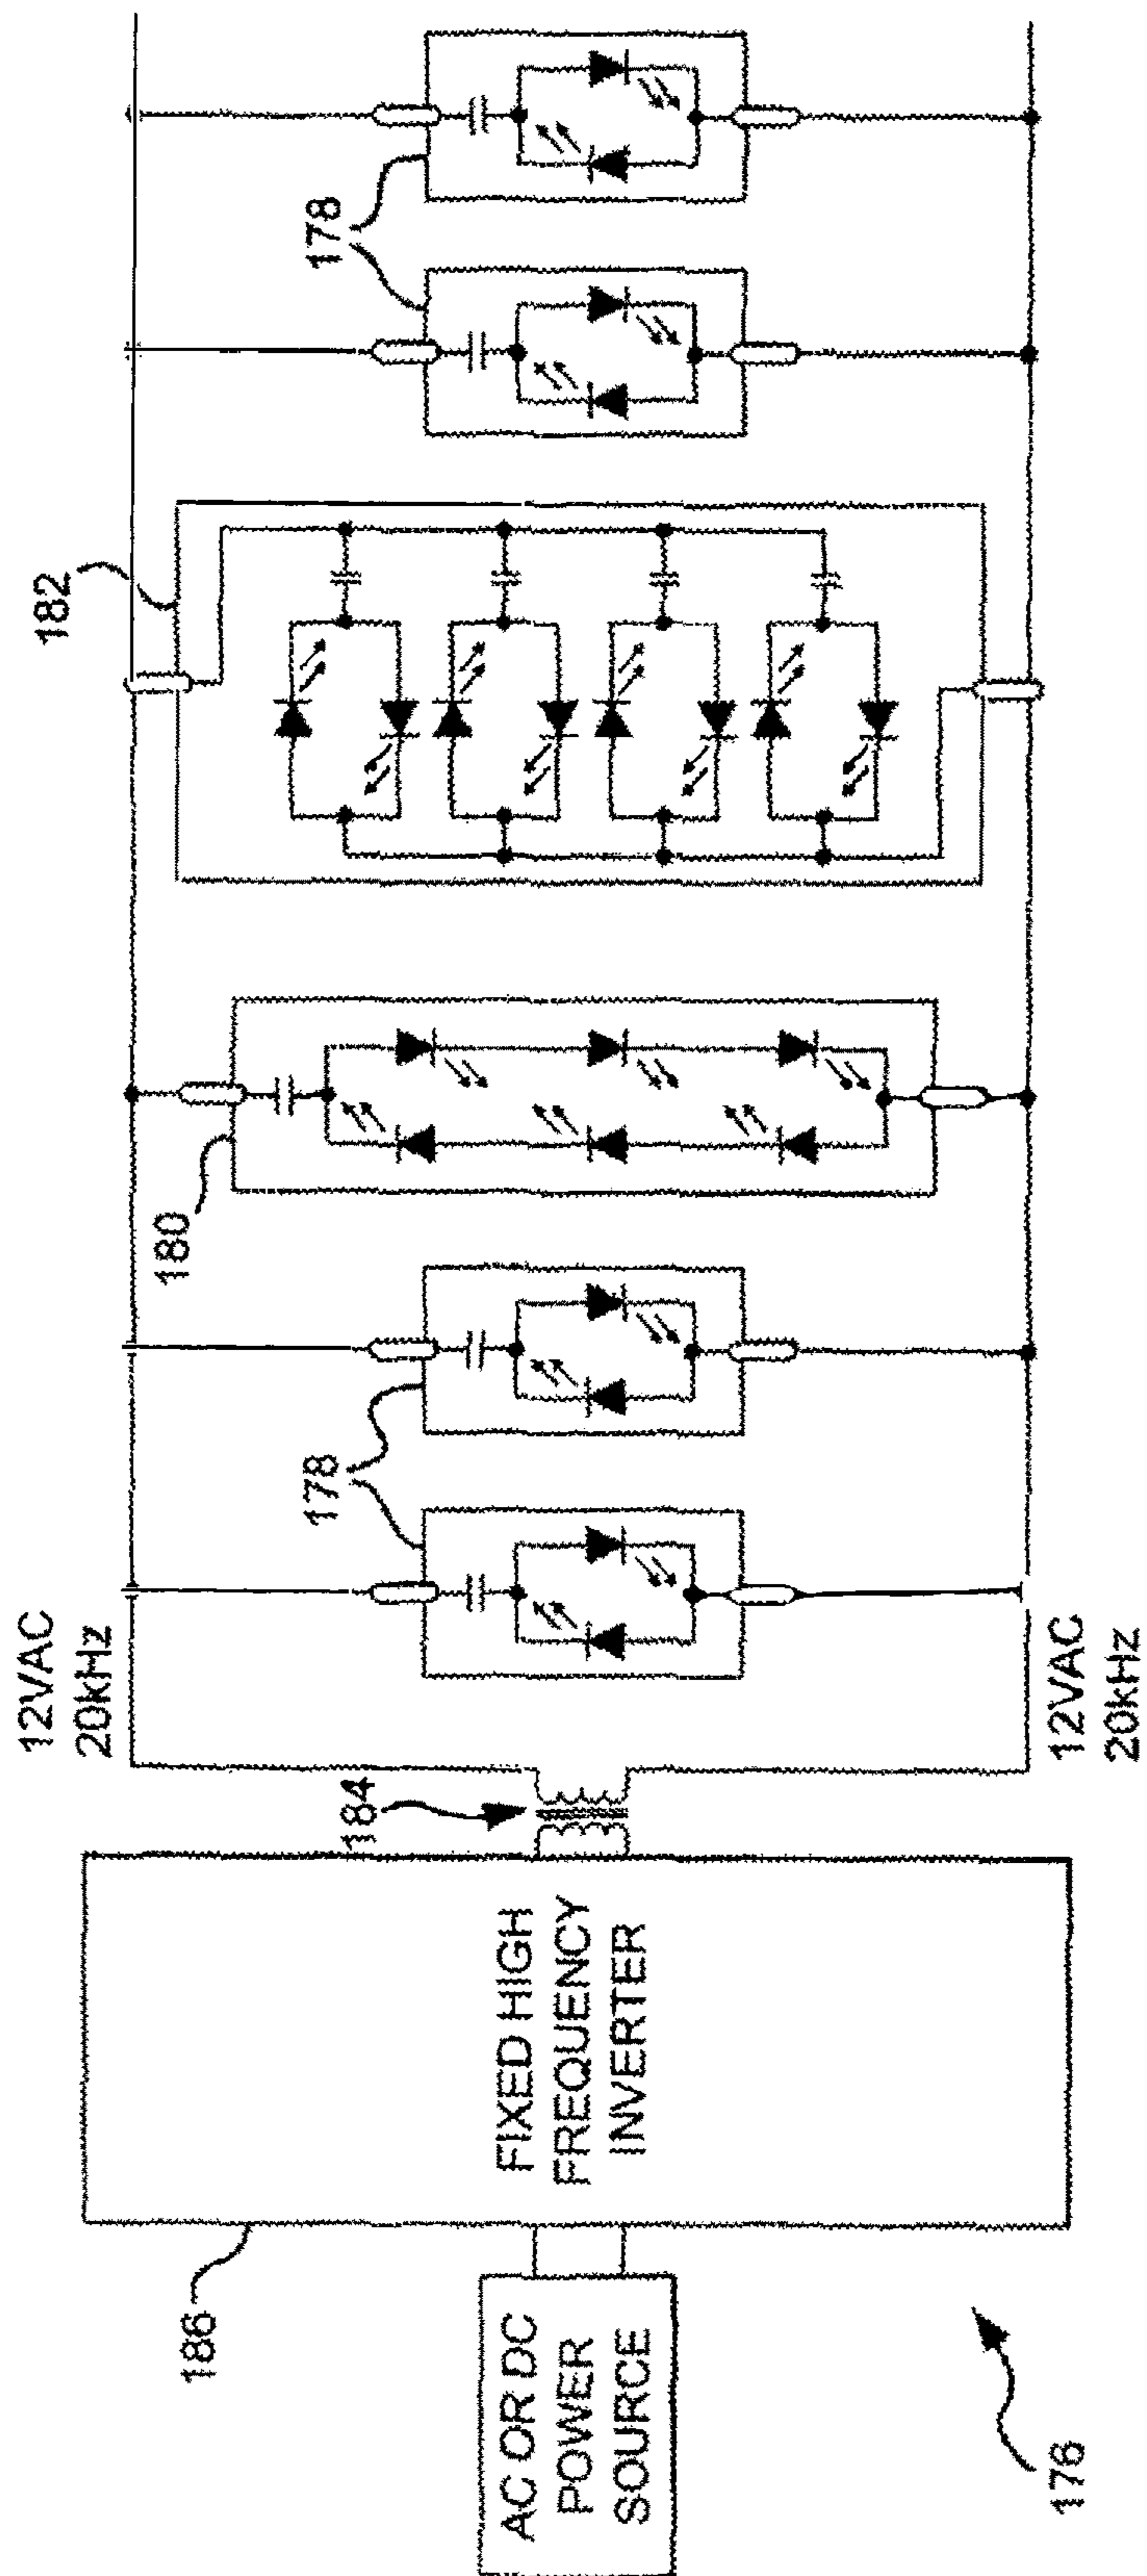 AC OR DC
POWER
SOURCE
186
FIXED HIGH
FREQUENCY
INVERTER
176
184
12VAC
20kHz
12VAC
20kHz
178
180
182
178